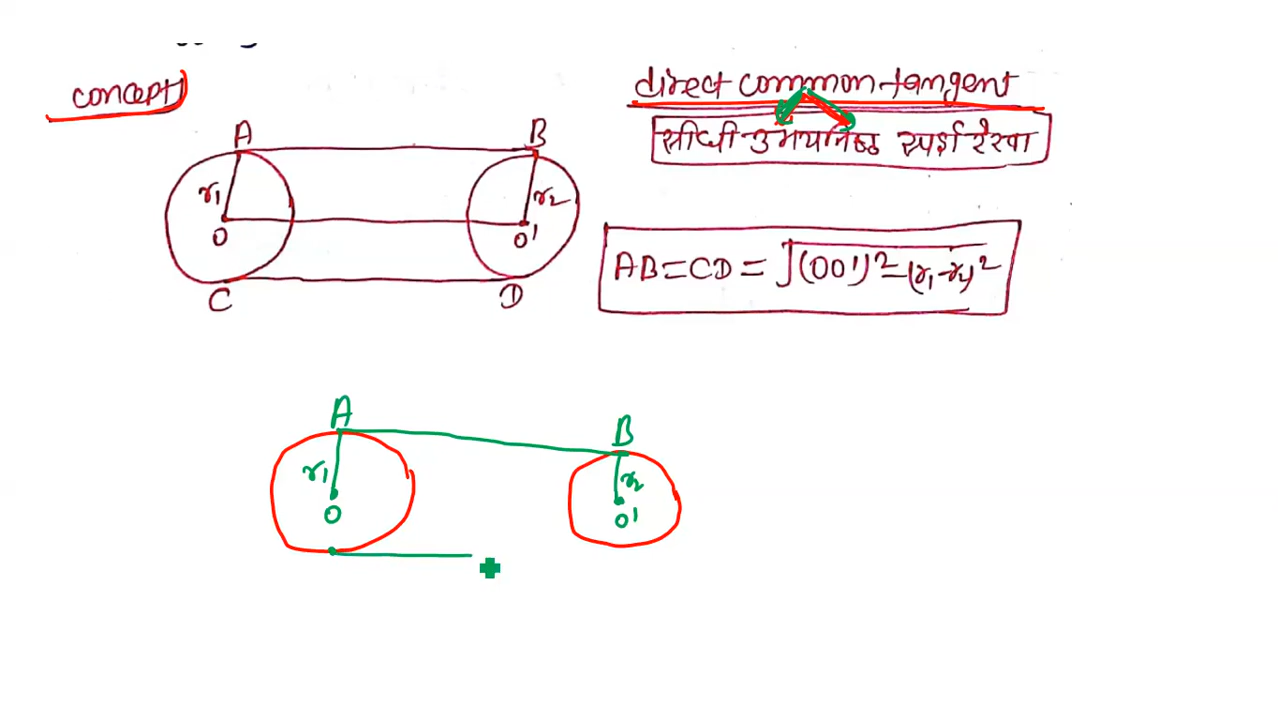 concept
direct common tangent
सीधी उभयनिष्ठ स्पर्श रेखा
A
B
r₁
r₂
O
O'
C
D
AB=CD=√(OO')²-(r₁-r₂)²
A
B
r₁
r₂
O
O'